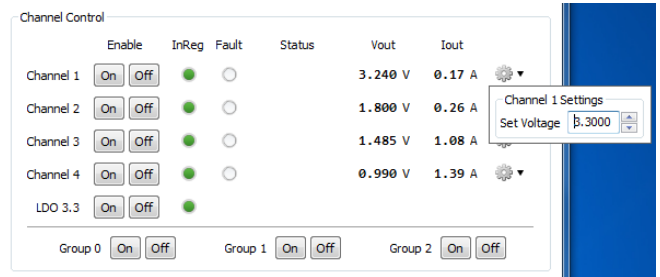 Channel Control
Enable InReg Fault Status Vout Iout
Channel 1 On Off 3.240 V 0.17 A
Channel 2 On Off 1.800 V 0.26 A
Channel 1 Settings
Set Voltage 3.3000
Channel 3 On Off 1.485 V 1.08 A
Channel 4 On Off 0.990 V 1.39 A
LDO 3.3 On Off
Group 0 On Off Group 1 On Off Group 2 On Off